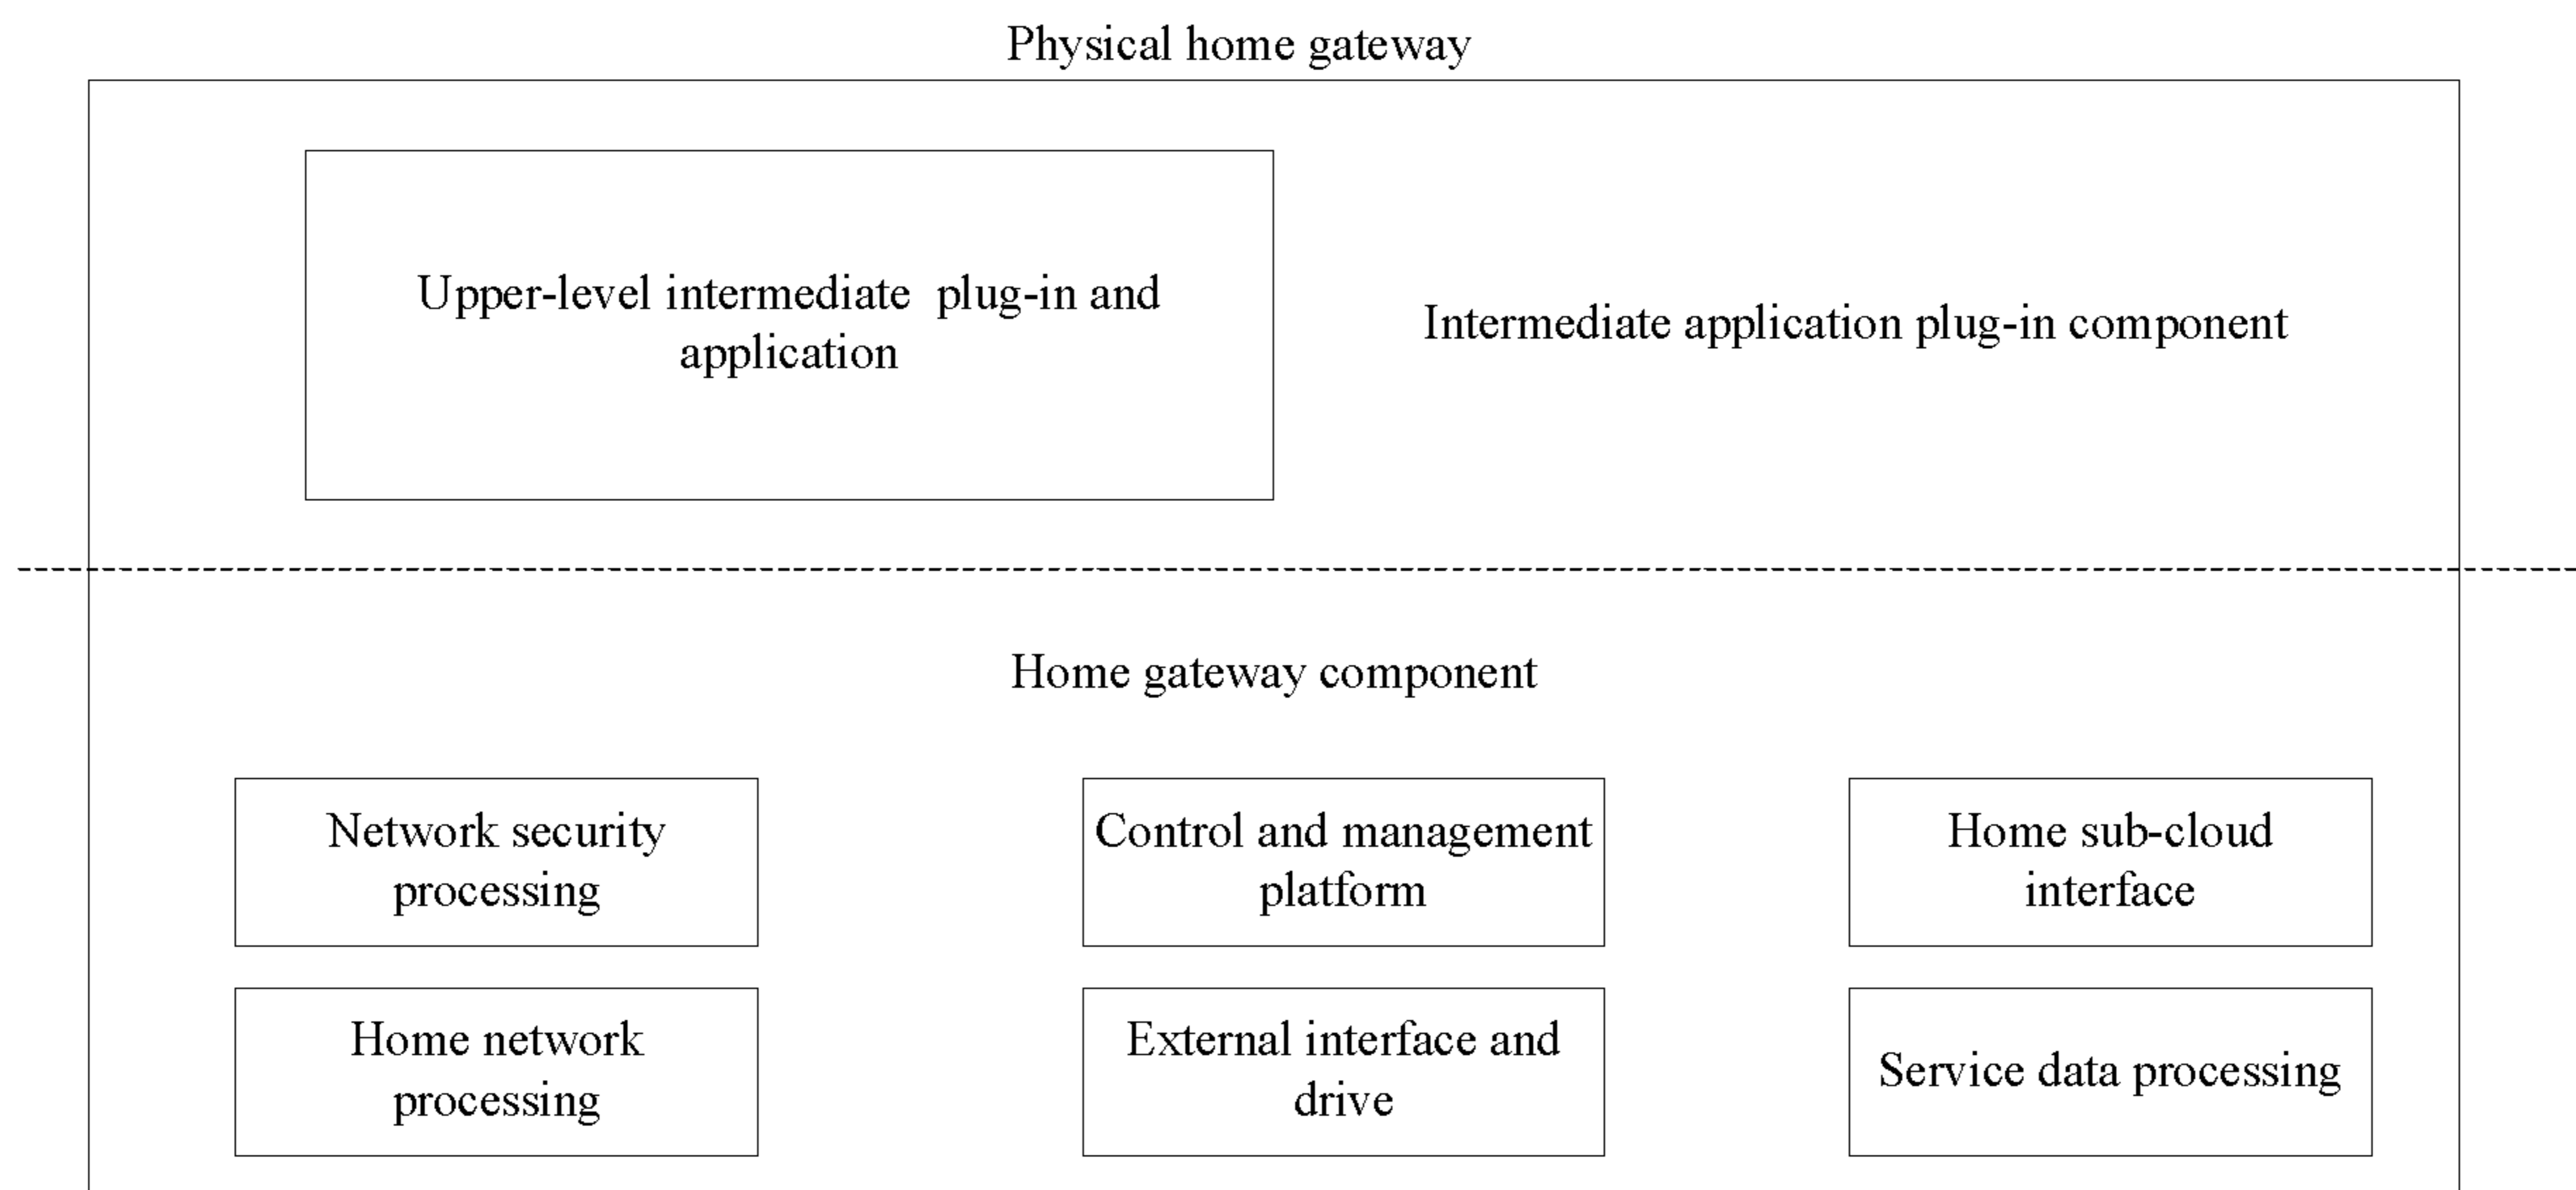 Physical home gateway
Upper-level intermediate plug-in and
application
Intermediate application plug-in component
Home gateway component
Network security
processing
Control and management
platform
Home sub-cloud
interface
Home network
processing
External interface and
drive
Service data processing